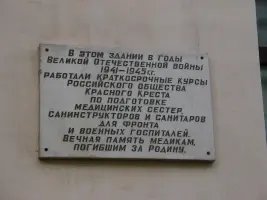 В ЭТОМ ЗДАНИИ В ГОДЫ
ВЕЛИКОЙ ОТЕЧЕСТВЕННОЙ ВОЙНЫ
1941–1945 ГГ.
РАБОТАЛИ КРАТКОСРОЧНЫЕ КУРСЫ
РОССИЙСКОГО ОБЩЕСТВА
КРАСНОГО КРЕСТА
ПО ПОДГОТОВКЕ
МЕДИЦИНСКИХ СЕСТЕР,
САНИНСТРУКТОРОВ И САНИТАРОВ
ДЛЯ ФРОНТА
И ВОЕННЫХ ГОСПИТАЛЕЙ.
ВЕЧНАЯ ПАМЯТЬ МЕДИКАМ,
ПОГИБШИМ ЗА РОДИНУ.